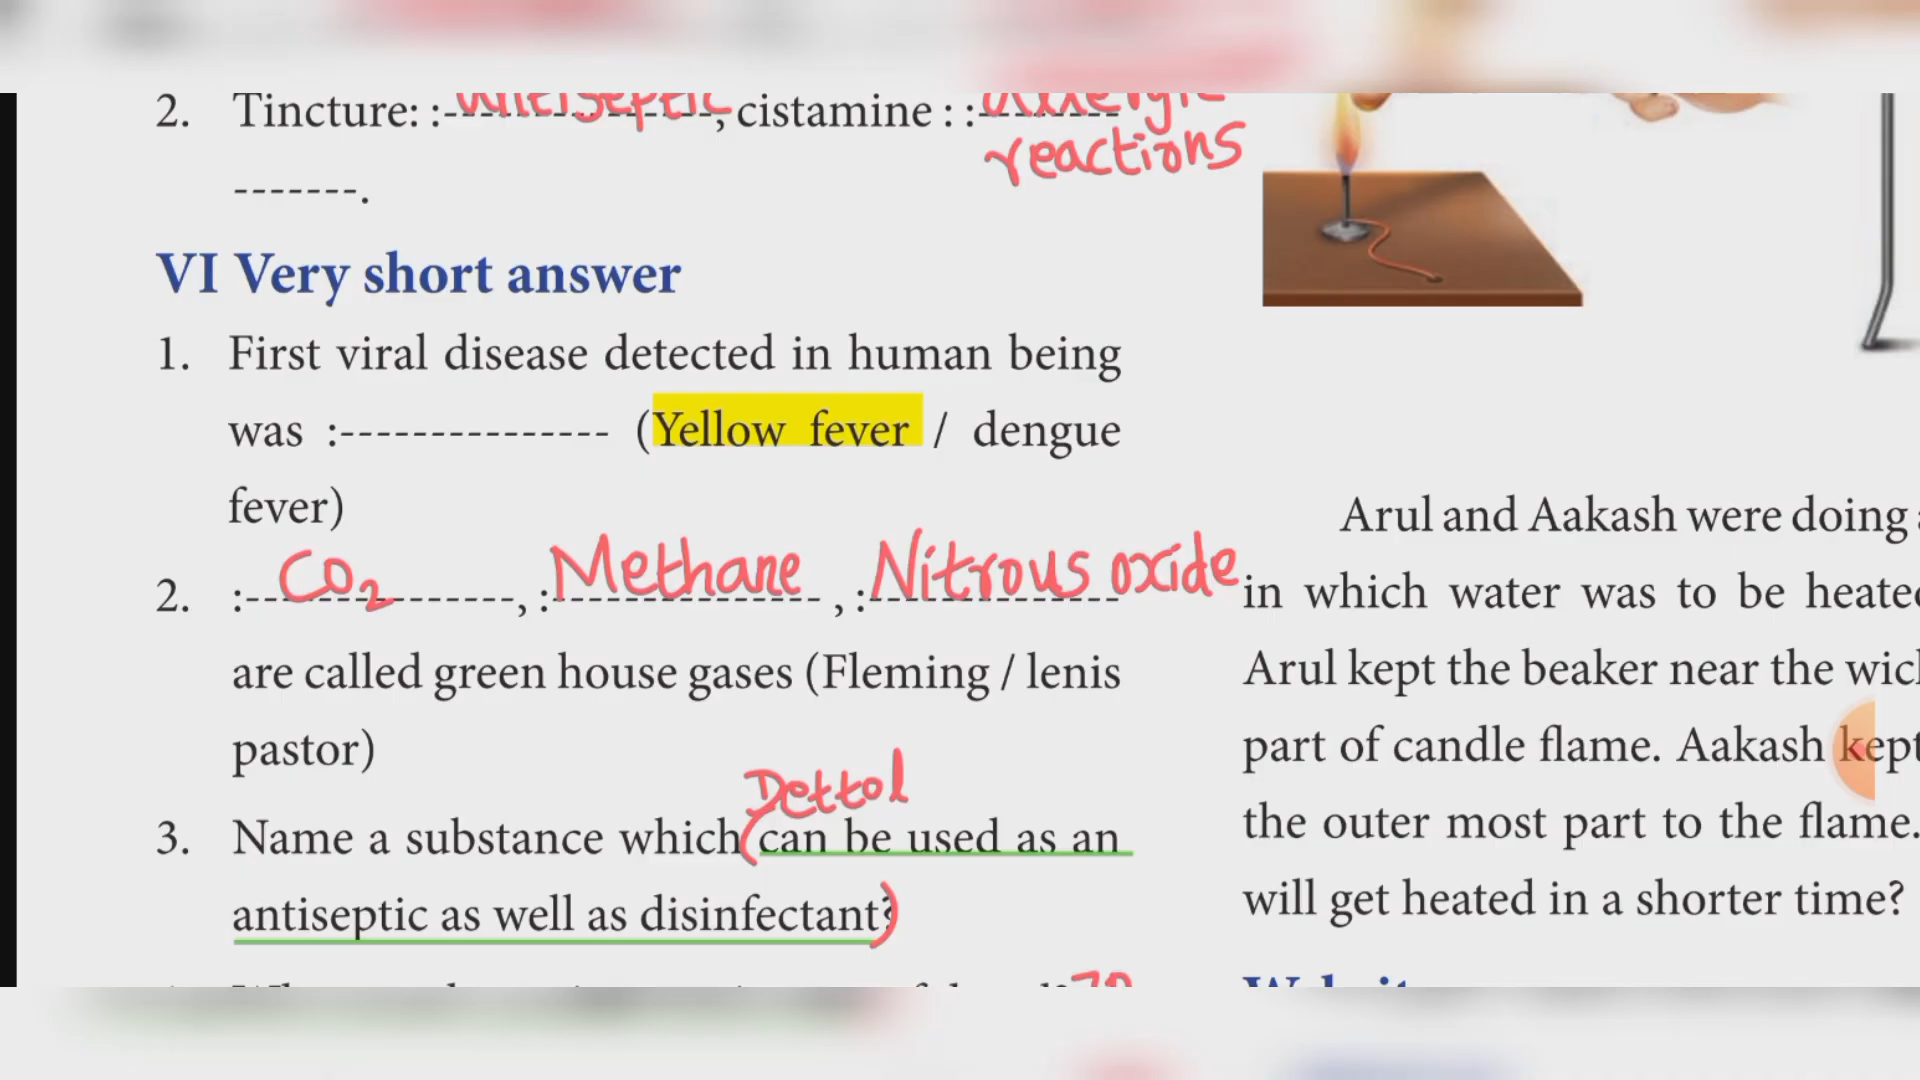 2. Tincture: :---------------, cistamine : :---------
antiseptic
reactions
-------.
VI Very short answer
1. First viral disease detected in human being
was :--------------- (Yellow fever / dengue
fever)
CO2 Methane Nitrous oxide
2. :---------------, :--------------- , :---------------
are called green house gases (Fleming / lenis
pastor)
Dettol
3. Name a substance which (can be used as an
antiseptic as well as disinfectant?)
Arul and Aakash were doing
in which water was to be heated
Arul kept the beaker near the wick
part of candle flame. Aakash kept
the outer most part to the flame.
will get heated in a shorter time?